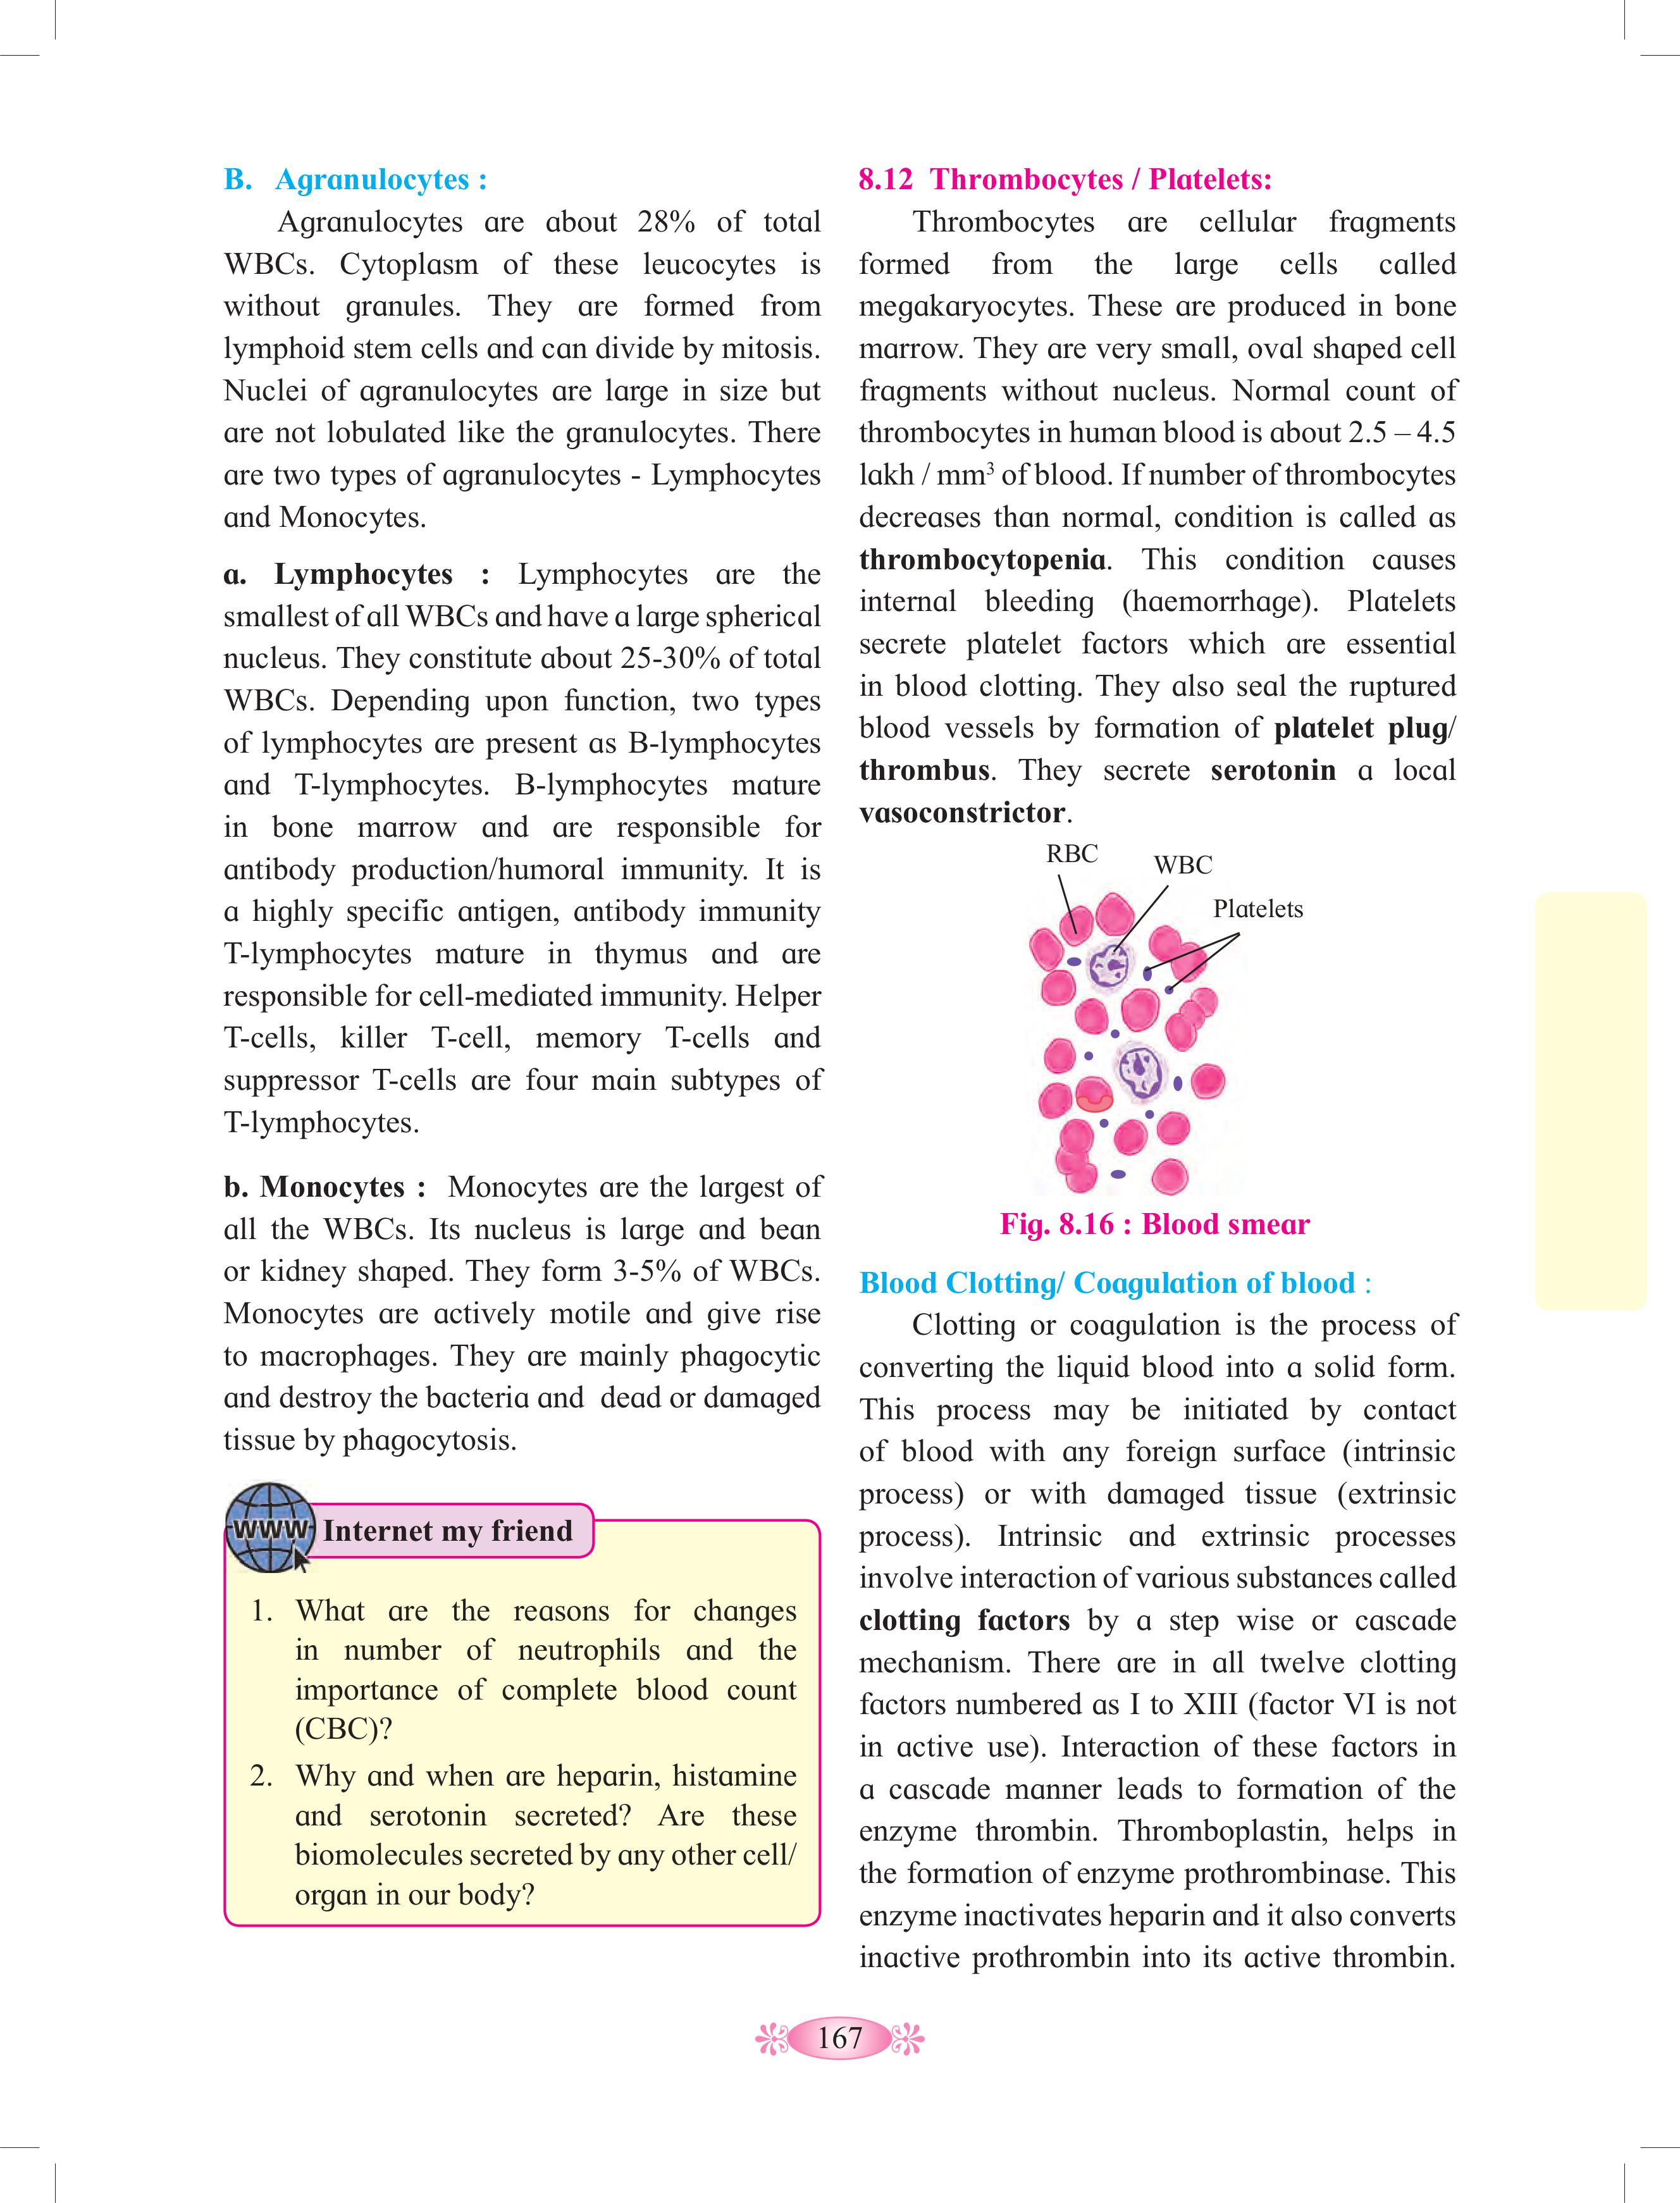 B. Agranulocytes :
Agranulocytes are about 28% of total
WBCs. Cytoplasm of these leucocytes is
without granules. They are formed from
lymphoid stem cells and can divide by mitosis.
Nuclei of agranulocytes are large in size but
are not lobulated like the granulocytes. There
are two types of agranulocytes - Lymphocytes
and Monocytes.
a. Lymphocytes : Lymphocytes are the
smallest of all WBCs and have a large spherical
nucleus. They constitute about 25-30% of total
WBCs. Depending upon function, two types
of lymphocytes are present as B-lymphocytes
and T-lymphocytes. B-lymphocytes mature
in bone marrow and are responsible for
antibody production/humoral immunity. It is
a highly specific antigen, antibody immunity
T-lymphocytes mature in thymus and are
responsible for cell-mediated immunity. Helper
T-cells, killer T-cell, memory T-cells and
suppressor T-cells are four main subtypes of
T-lymphocytes.
b. Monocytes : Monocytes are the largest of
all the WBCs. Its nucleus is large and bean
or kidney shaped. They form 3-5% of WBCs.
Monocytes are actively motile and give rise
to macrophages. They are mainly phagocytic
and destroy the bacteria and dead or damaged
tissue by phagocytosis.
WWW Internet my friend
1. What are the reasons for changes
in number of neutrophils and the
importance of complete blood count
(CBC)?
2. Why and when are heparin, histamine
and serotonin secreted? Are these
biomolecules secreted by any other cell/
organ in our body?
8.12 Thrombocytes / Platelets:
Thrombocytes are cellular fragments
formed from the large cells called
megakaryocytes. These are produced in bone
marrow. They are very small, oval shaped cell
fragments without nucleus. Normal count of
thrombocytes in human blood is about 2.5 – 4.5
lakh / mm³ of blood. If number of thrombocytes
decreases than normal, condition is called as
thrombocytopenia. This condition causes
internal bleeding (haemorrhage). Platelets
secrete platelet factors which are essential
in blood clotting. They also seal the ruptured
blood vessels by formation of platelet plug/
thrombus. They secrete serotonin a local
vasoconstrictor.
RBC
WBC
Platelets
Fig. 8.16 : Blood smear
Blood Clotting/ Coagulation of blood :
Clotting or coagulation is the process of
converting the liquid blood into a solid form.
This process may be initiated by contact
of blood with any foreign surface (intrinsic
process) or with damaged tissue (extrinsic
process). Intrinsic and extrinsic processes
involve interaction of various substances called
clotting factors by a step wise or cascade
mechanism. There are in all twelve clotting
factors numbered as I to XIII (factor VI is not
in active use). Interaction of these factors in
a cascade manner leads to formation of the
enzyme thrombin. Thromboplastin, helps in
the formation of enzyme prothrombinase. This
enzyme inactivates heparin and it also converts
inactive prothrombin into its active thrombin.
167